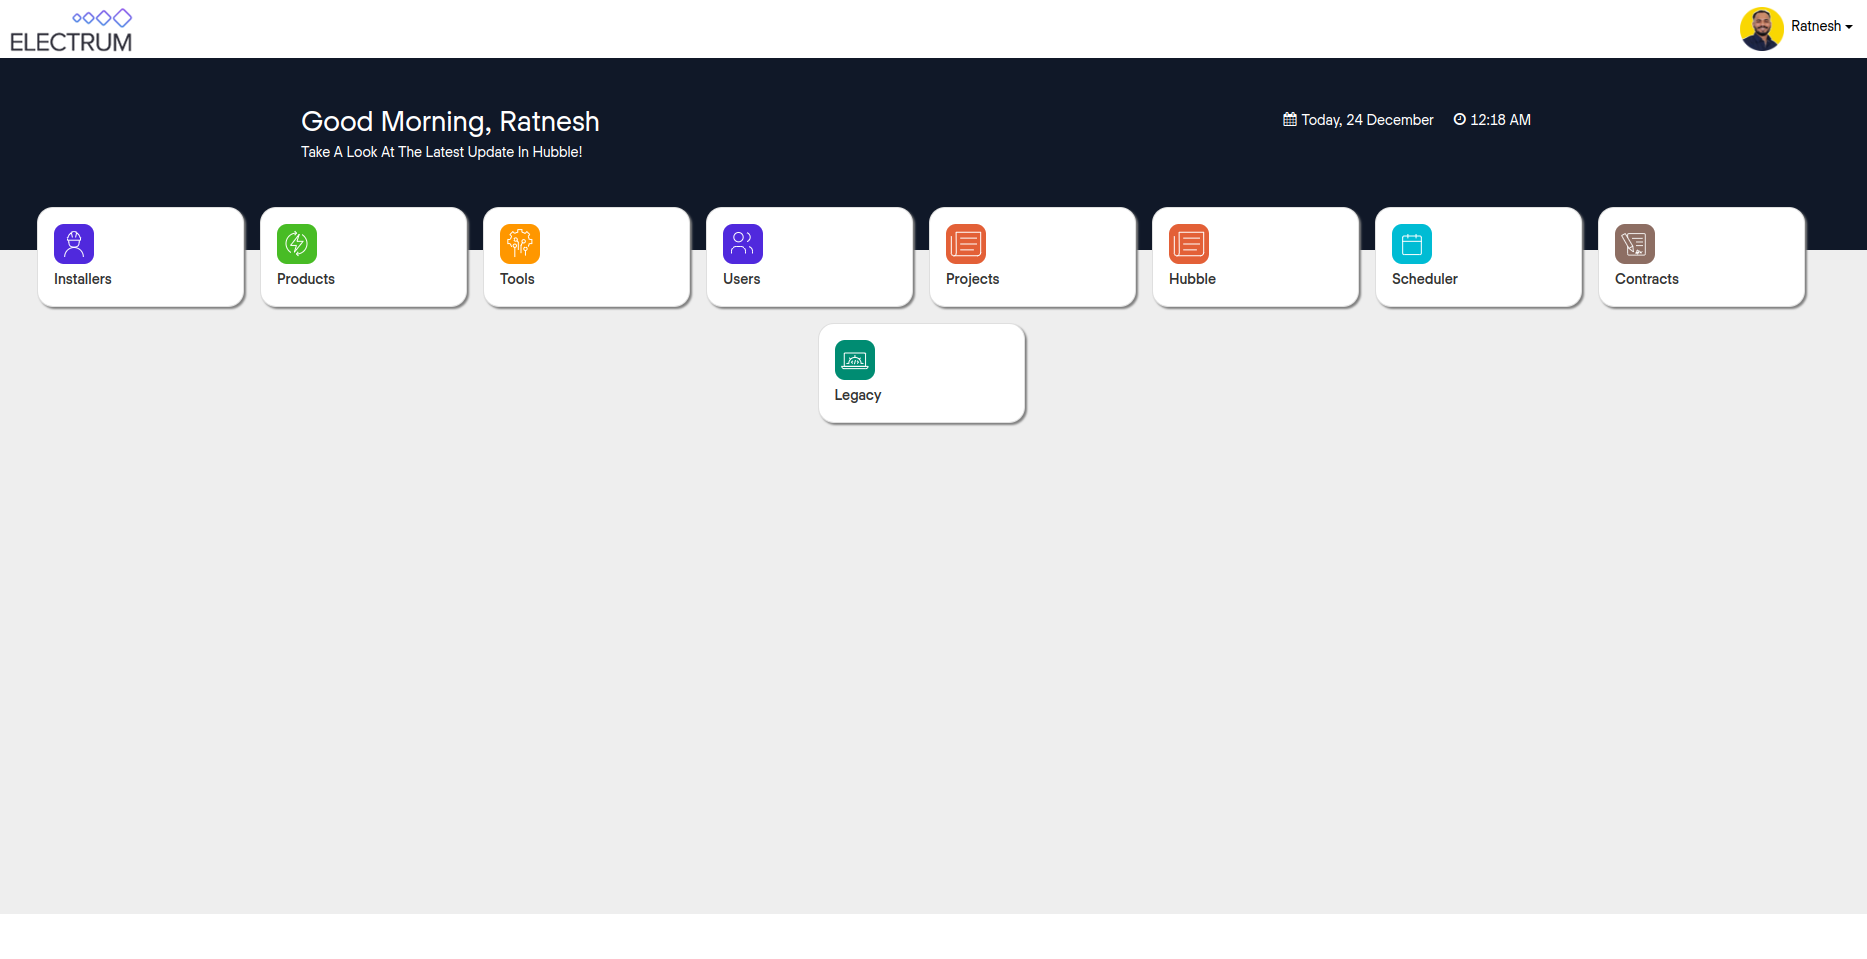 ELECTRUM
Ratnesh
Good Morning, Ratnesh
Today, 24 December
12:18 AM
Take A Look At The Latest Update In Hubble!
Installers
Products
Tools
Users
Projects
Hubble
Scheduler
Contracts
Legacy